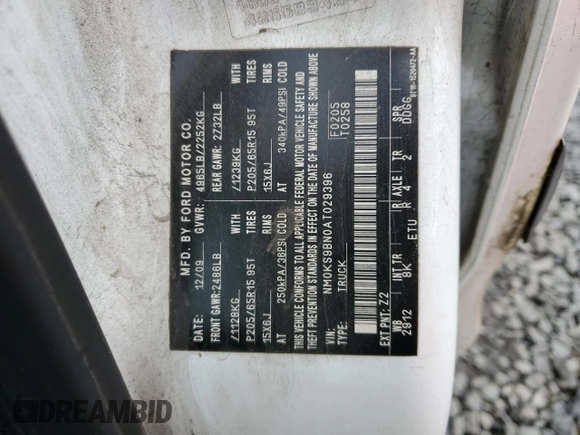 MFD. BY FORD MOTOR CO.
DATE: 12/09 GVWR: 4965LB/2252KG
FRONT GAWR: 2486LB REAR GAWR: 2732LB
/1128KG WITH /1239KG WITH
P205/65R15 95T TIRES P205/65R15 95T TIRES
15X6J RIMS 15X6J RIMS
AT 250kPA/36PSI COLD AT 340kPA/49PSI COLD
THIS VEHICLE CONFORMS TO ALL APPLICABLE FEDERAL MOTOR VEHICLE SAFETY AND
THEFT PREVENTION STANDARDS IN EFFECT ON THE DATE OF MANUFACTURE SHOWN ABOVE
VIN: NM0KS9BN0AT029396 F0205
TYPE: TRUCK T0258
EXT PNT: Z2
WB INT TR R AXLE TR SPR
2912 8K R 4 2 DDGG
ETU
DREAMBID